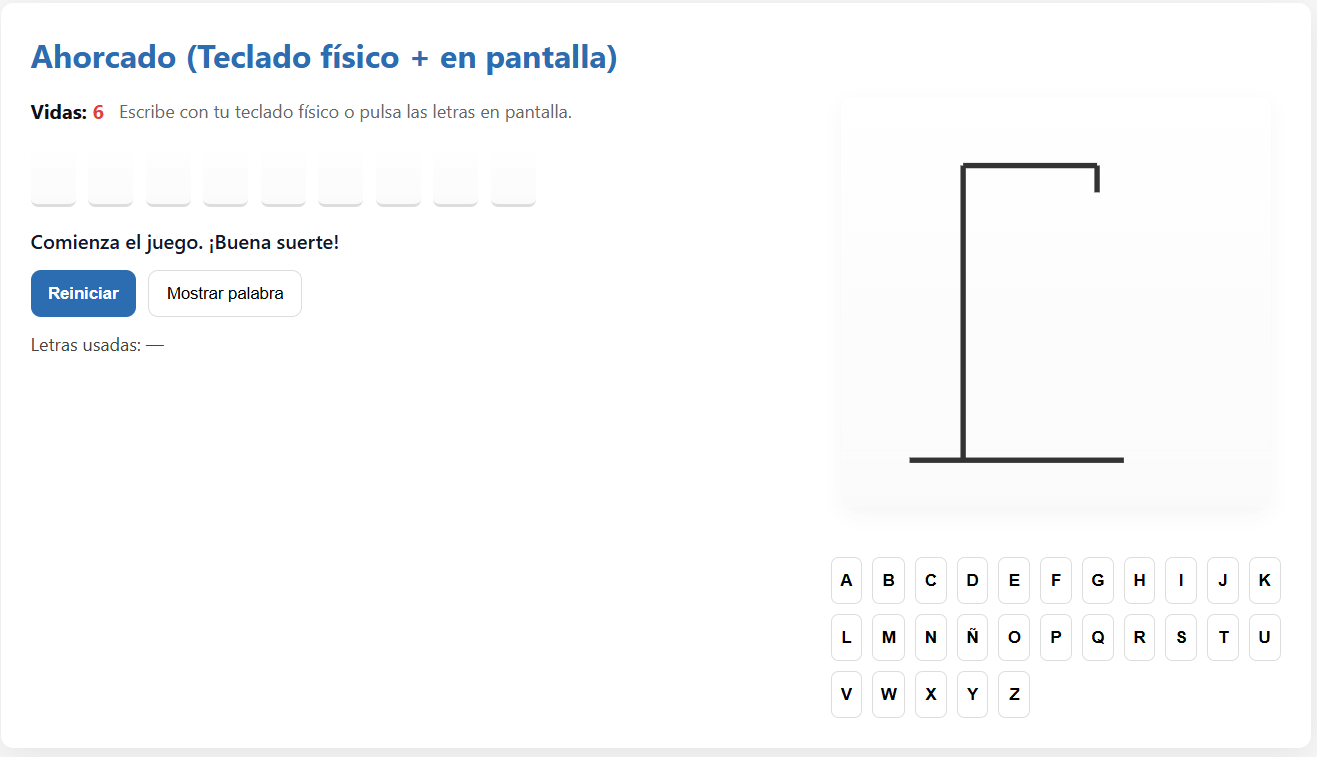 Ahorcado (Teclado físico + en pantalla)
Vidas: 6 Escribe con tu teclado físico o pulsa las letras en pantalla.
Comienza el juego. ¡Buena suerte!
Reiniciar Mostrar palabra
Letras usadas: —
A B C D E F G H I J K
L M N Ñ O P Q R S T U
V W X Y Z